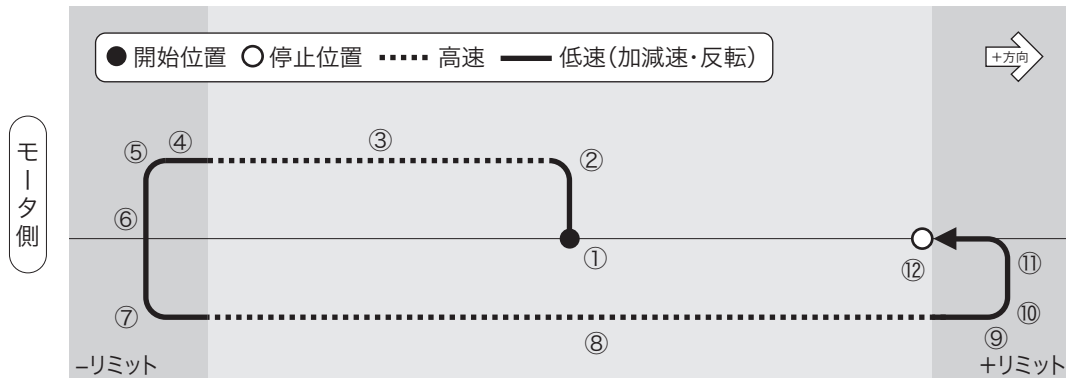 ●開始位置 ○停止位置 ▪▪▪▪▪▪ 高速 ━━ 低速(加減速・反転)
+方向
モータ側
⑤ ④ ③ ②
⑥
①
⑫ ⑪
⑦ ⑧ ⑩
⑨
−リミット
+リミット